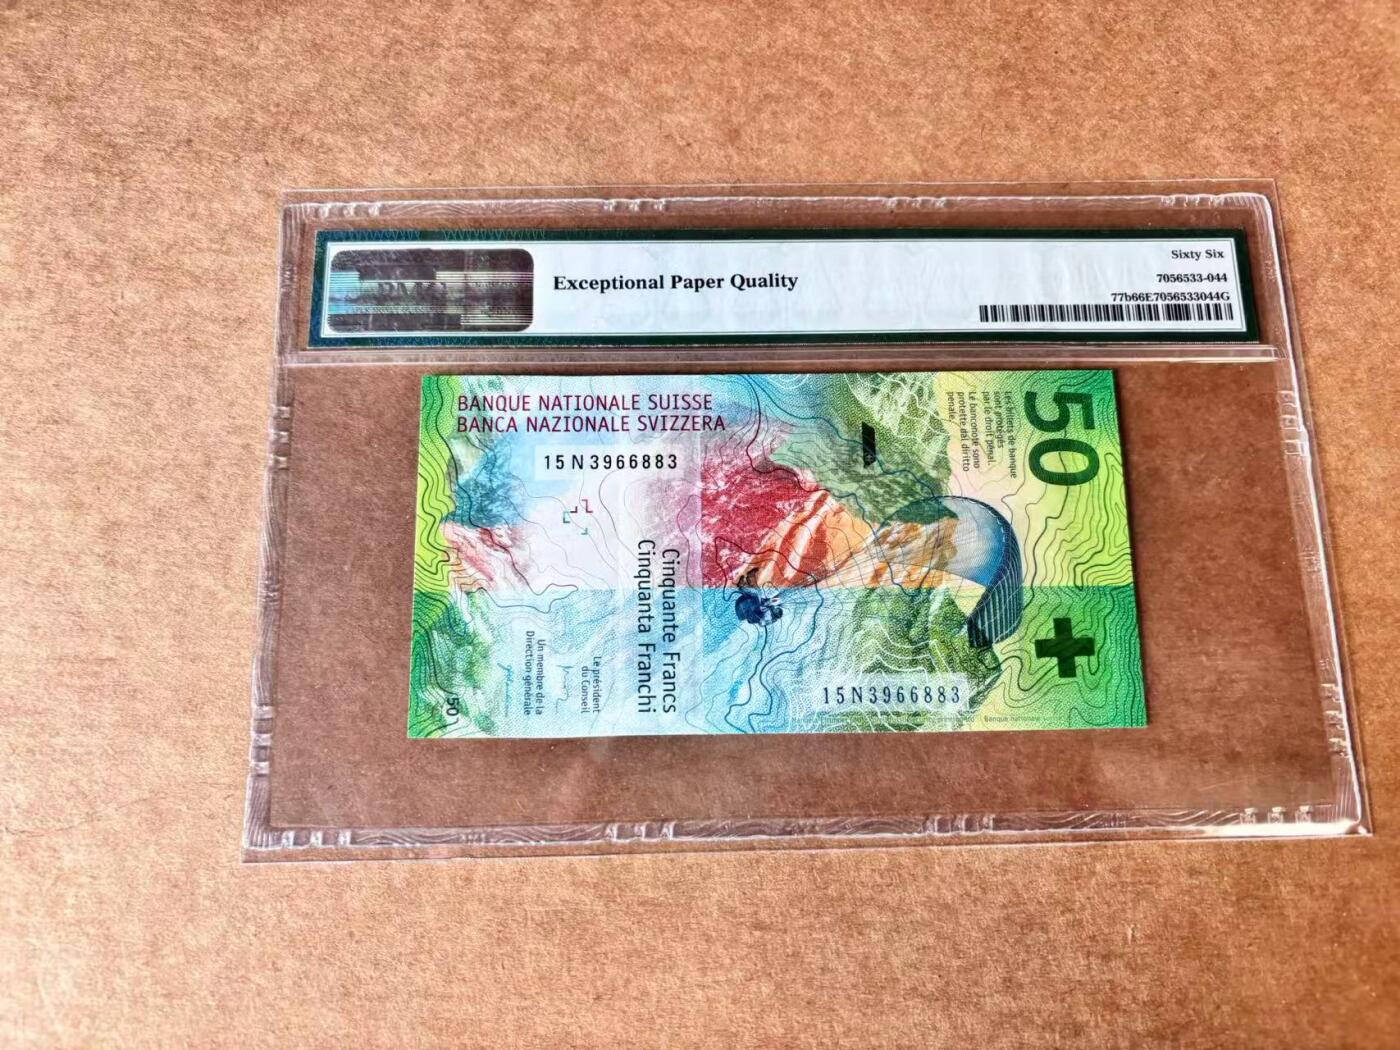 Exceptional Paper Quality
Sixty Six
7056533-044
77b66E7056533044G
BANQUE NATIONALE SUISSE
BANCA NAZIONALE SVIZZERA
15N3966883
50
Les billets de banque
sont protégés
par le droit pénal.
Le banconote sono
protette dal diritto
penale.
Cinquante Francs
Cinquanta Franchi
Le président
du Conseil
Un membre de la
Direction générale
50
15N3966883
Banque nationale